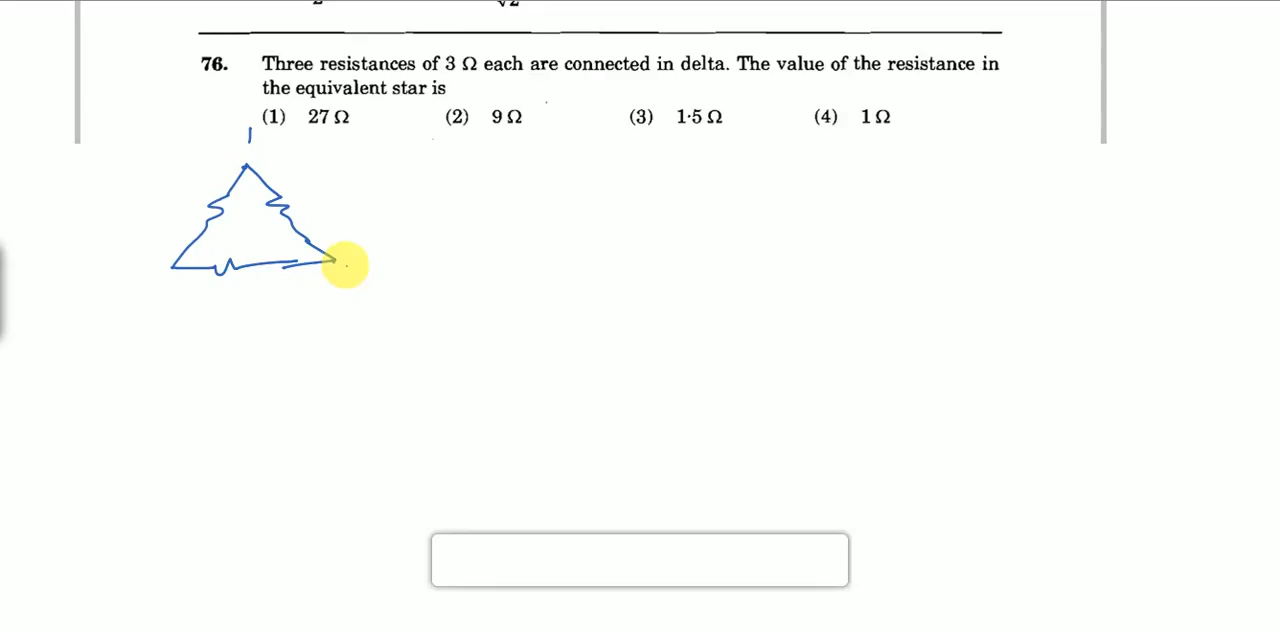 76. Three resistances of 3 Ω each are connected in delta. The value of the resistance in
the equivalent star is
(1) 27 Ω (2) 9 Ω (3) 1·5 Ω (4) 1 Ω
1